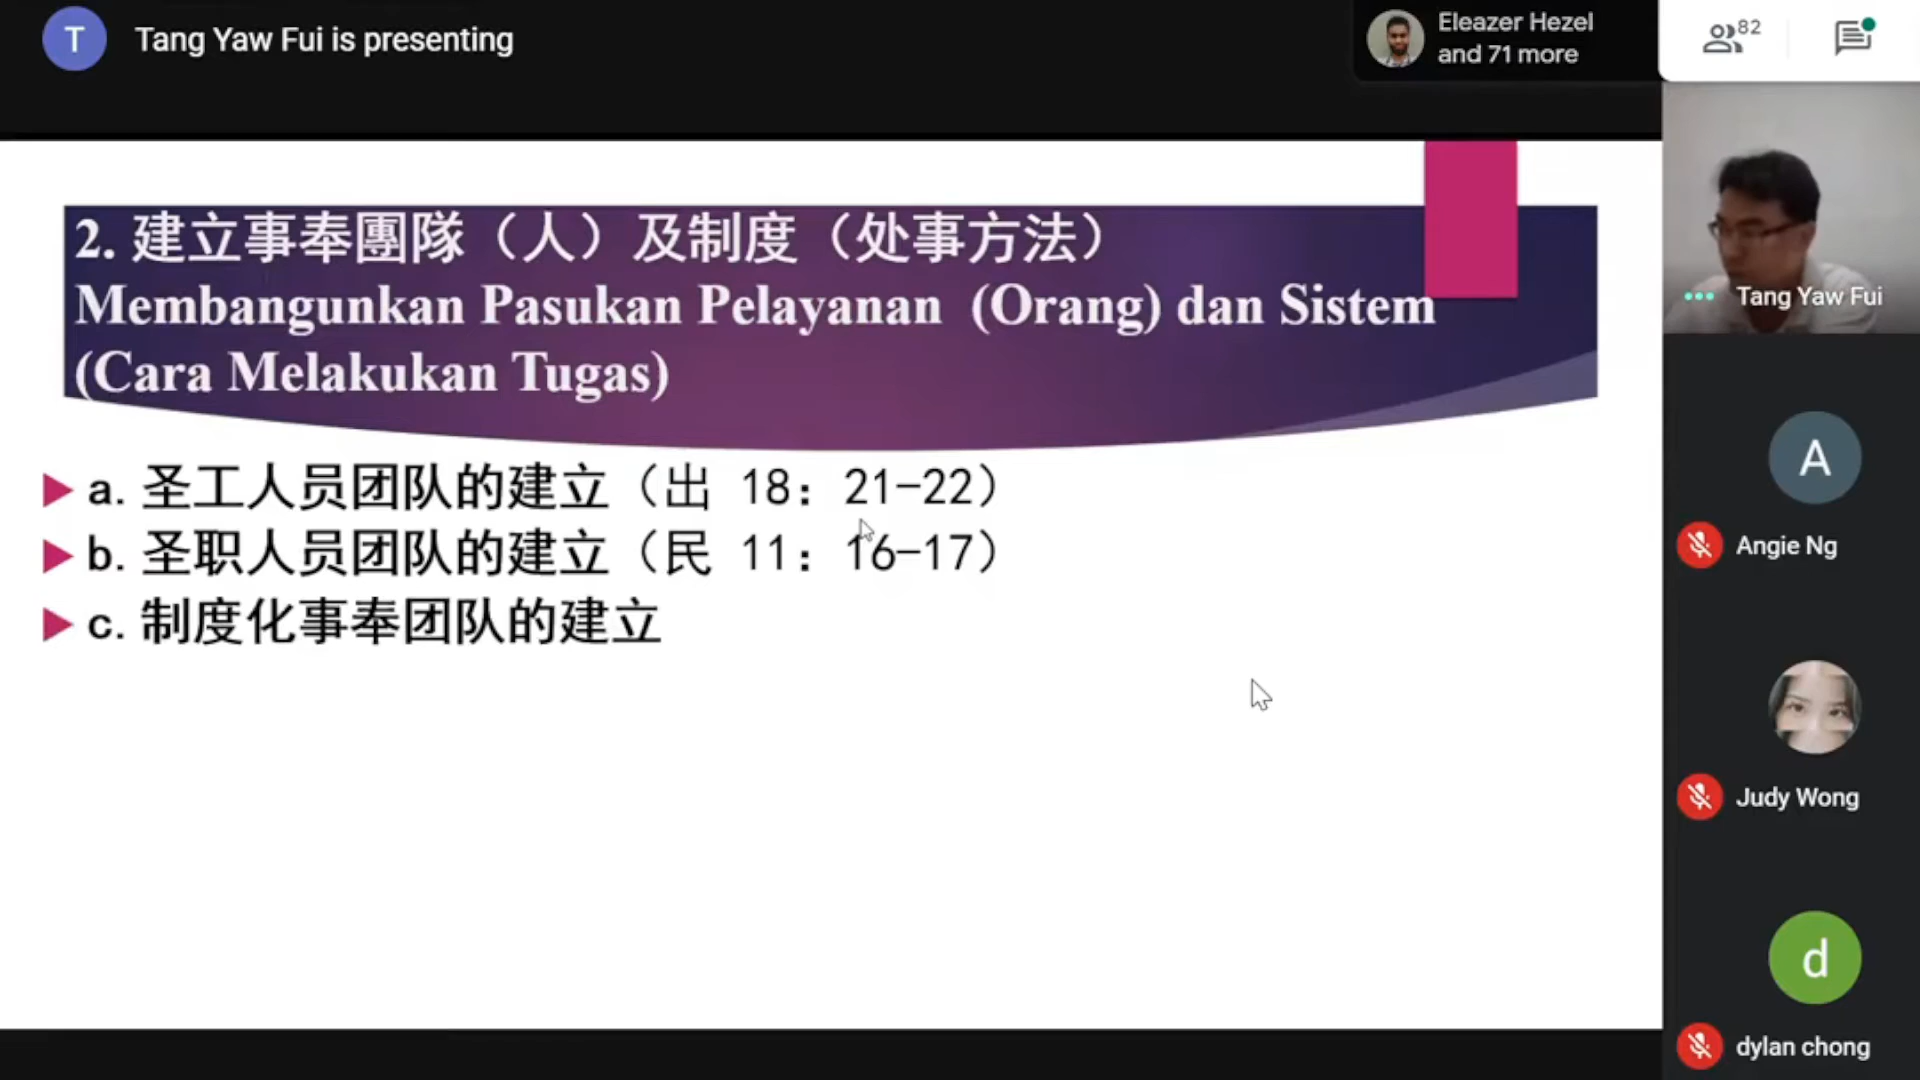 T
Tang Yaw Fui is presenting
Eleazer Hezel
and 71 more
82
2. 建立事奉團隊（人）及制度（处事方法）
Membangunkan Pasukan Pelayanan (Orang) dan Sistem
(Cara Melakukan Tugas)
a. 圣工人员团队的建立（出 18：21-22）
b. 圣职人员团队的建立（民 11：16-17）
c. 制度化事奉团队的建立
Tang Yaw Fui
A
Angie Ng
Judy Wong
d
dylan chong